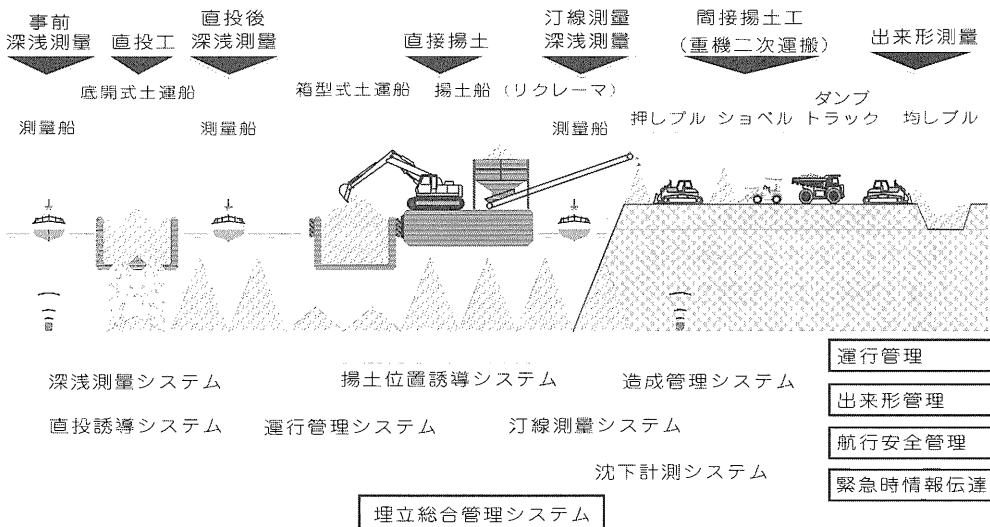 事前
深浅測量
直投工
直投後
深浅測量
直接揚土
汀線測量
深浅測量
間接揚土工
（重機二次運搬）
出来形測量
底開式土運船
箱型式土運船
揚土船（リクレーマ）
測量船
測量船
測量船
押しブル
ショベル
ダンプ
トラック
均しブル
深浅測量システム
揚土位置誘導システム
造成管理システム
直投誘導システム
運行管理システム
汀線測量システム
沈下計測システム
埋立総合管理システム
運行管理
出来形管理
航行安全管理
緊急時情報伝達